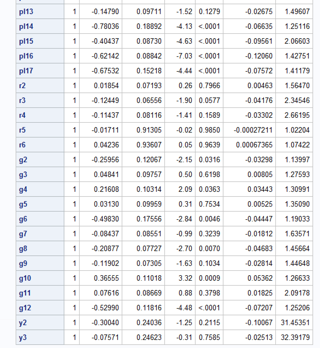 pl13 1 -0.14790 0.09711 -1.52 0.1279 -0.02675 1.49607
pl14 1 -0.78036 0.18892 -4.13 <.0001 -0.06635 1.25116
pl15 1 -0.40437 0.08730 -4.63 <.0001 -0.09561 2.06603
pl16 1 -0.62142 0.08842 -7.03 <.0001 -0.12060 1.42751
pl17 1 -0.67532 0.15218 -4.44 <.0001 -0.07572 1.41179
r2 1 0.01854 0.07193 0.26 0.7966 0.00463 1.56470
r3 1 -0.12449 0.06556 -1.90 0.0577 -0.04176 2.34546
r4 1 -0.11437 0.08116 -1.41 0.1589 -0.03302 2.66195
r5 1 -0.01711 0.91305 -0.02 0.9850 -0.00027211 1.02204
r6 1 0.04236 0.93607 0.05 0.9639 0.00067365 1.07422
g2 1 -0.25956 0.12067 -2.15 0.0316 -0.03298 1.13997
g3 1 0.04841 0.09757 0.50 0.6198 0.00805 1.27593
g4 1 0.21608 0.10314 2.09 0.0363 0.03443 1.30991
g5 1 0.03130 0.09959 0.31 0.7534 0.00525 1.35090
g6 1 -0.49830 0.17556 -2.84 0.0046 -0.04447 1.19033
g7 1 -0.08437 0.08551 -0.99 0.3239 -0.01812 1.63571
g8 1 -0.20877 0.07727 -2.70 0.0070 -0.04683 1.45664
g9 1 -0.11902 0.07305 -1.63 0.1034 -0.02814 1.44648
g10 1 0.36555 0.11018 3.32 0.0009 0.05362 1.26633
g11 1 0.07616 0.08669 0.88 0.3798 0.01825 2.09178
g12 1 -0.52990 0.11816 -4.48 <.0001 -0.07207 1.25206
y2 1 -0.30040 0.24036 -1.25 0.2115 -0.10067 31.45351
y3 1 -0.07571 0.24623 -0.31 0.7585 -0.02513 32.39179